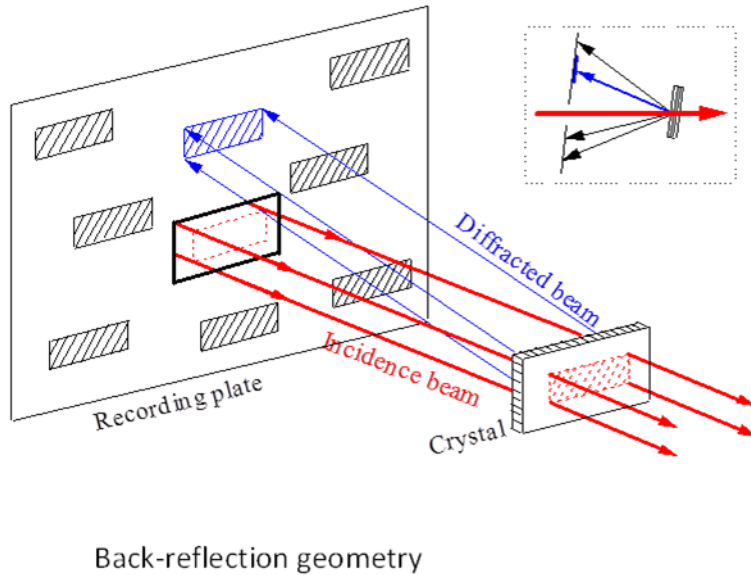 Diffracted beam
Incidence beam
Recording plate
Crystal
Back-reflection geometry